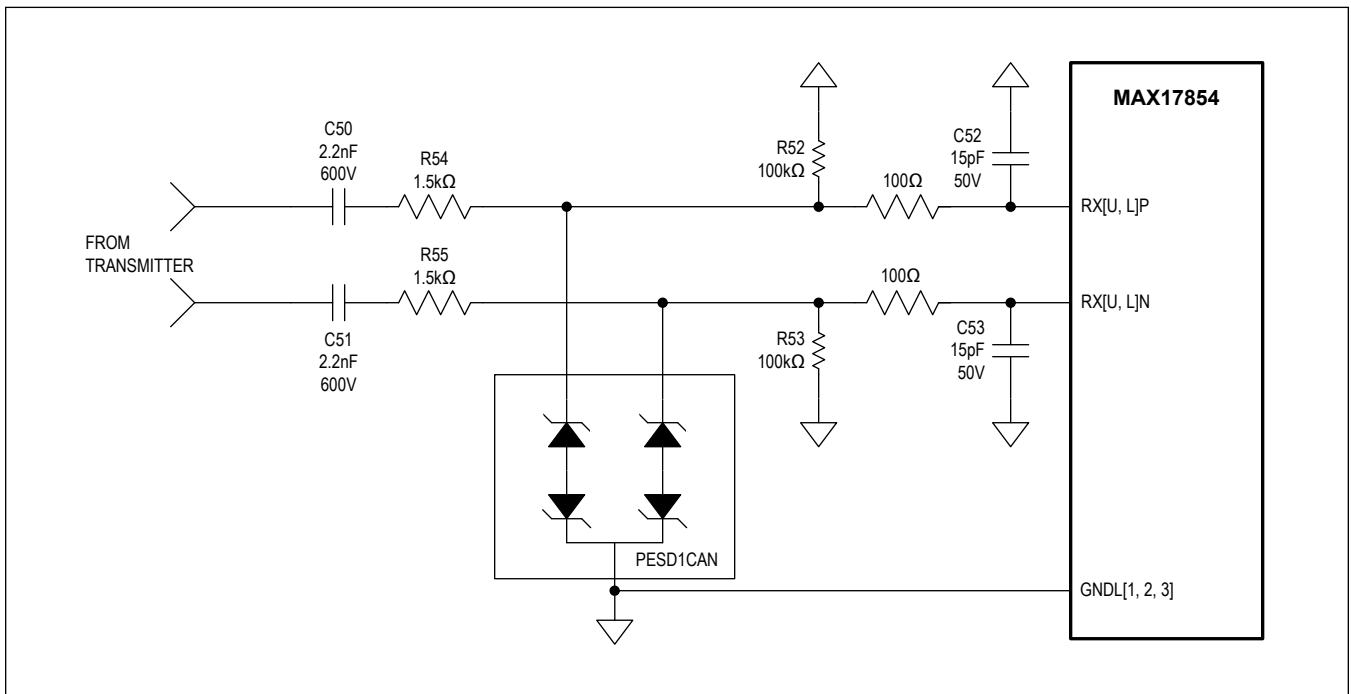 MAX17854
C50
2.2nF
600V
R54
1.5kΩ
R52
100kΩ
100Ω
C52
15pF
50V
RX[U, L]P
FROM
TRANSMITTER
R55
1.5kΩ
100Ω
RX[U, L]N
C51
2.2nF
600V
R53
100kΩ
C53
15pF
50V
PESD1CAN
GNDL[1, 2, 3]